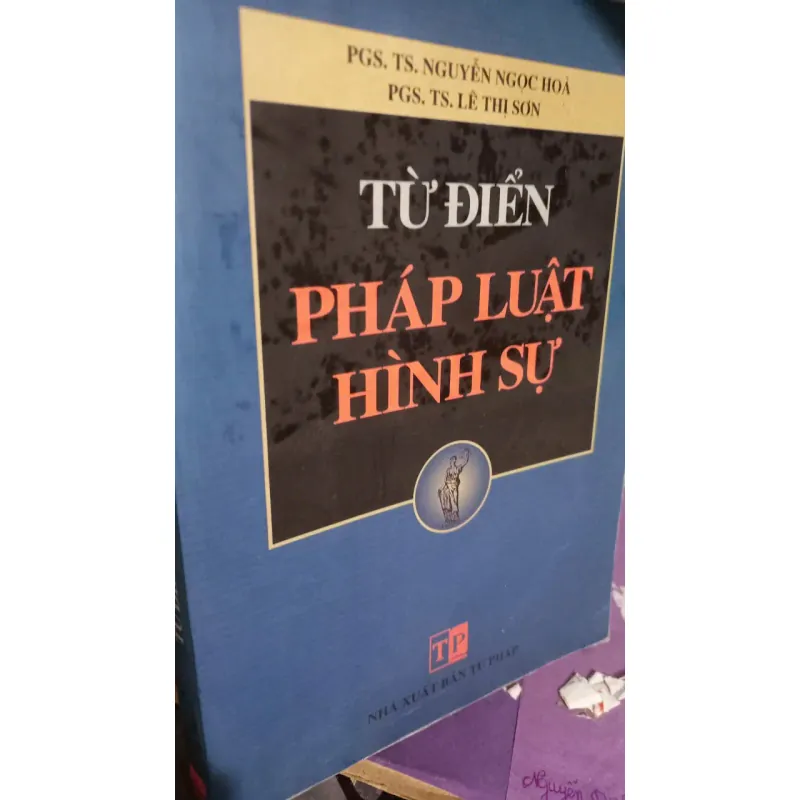 PGS. TS. NGUYỄN NGỌC HOÀ
PGS. TS. LÊ THỊ SƠN
TỪ ĐIỂN
PHÁP LUẬT
HÌNH SỰ
TP
NHÀ XUẤT BẢN TƯ PHÁP
Nguyễn